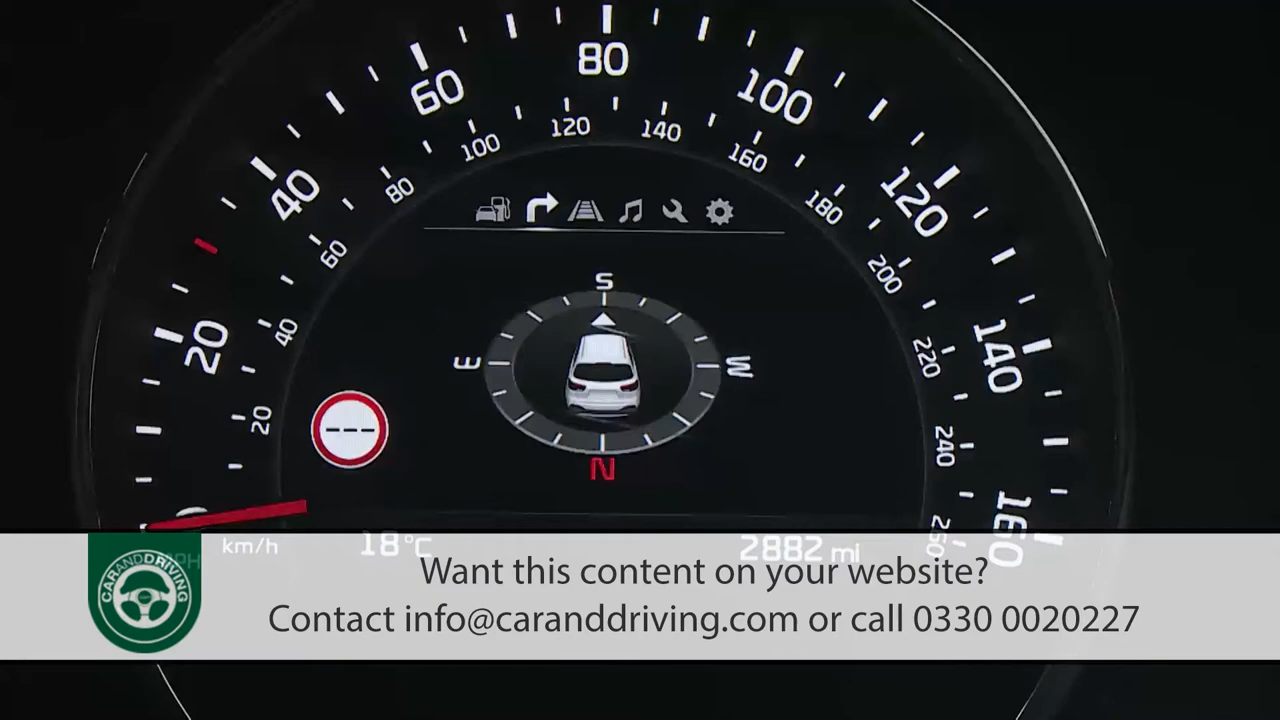 80
60
100
120
140
100
160
40
80
120
180
60
S
200
20
40
E
W
220
140
20
240
N
160
260
km/h
18°C
2882 mi
MPH
CARANDDRIVING
Want this content on your website?
Contact info@caranddriving.com or call 0330 0020227